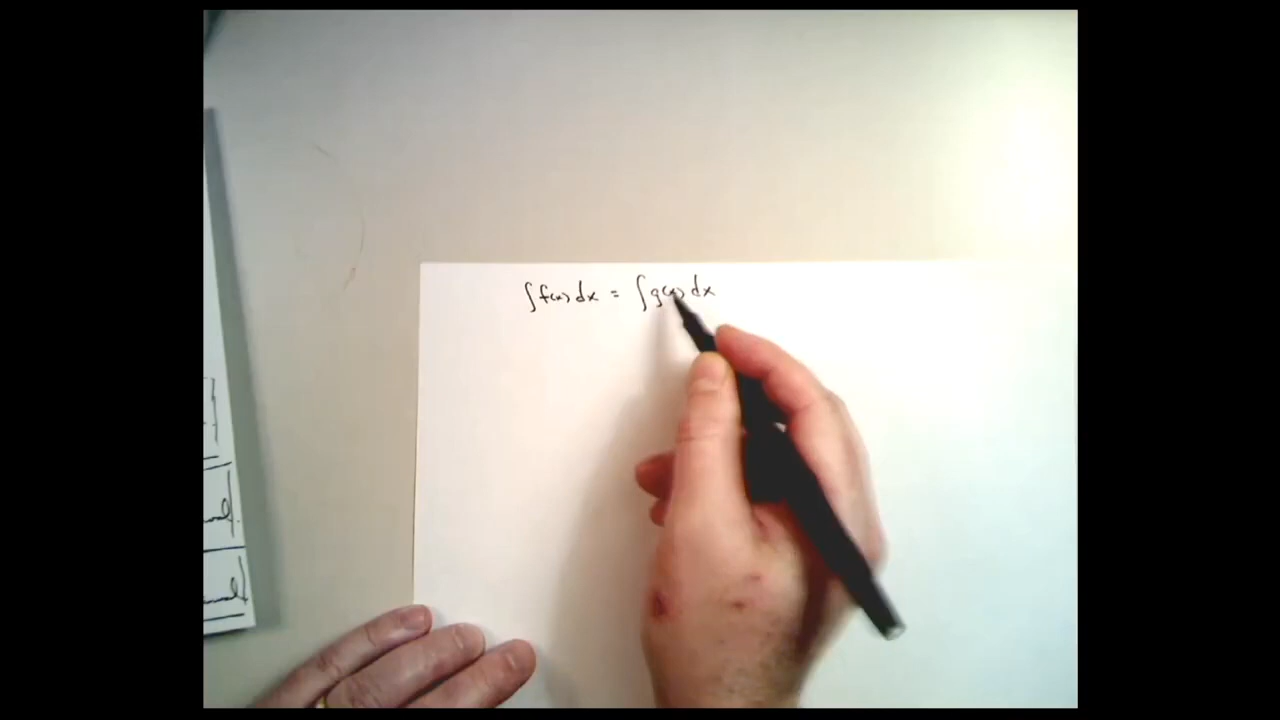 ∫f(x) dx = ∫g(x) dx